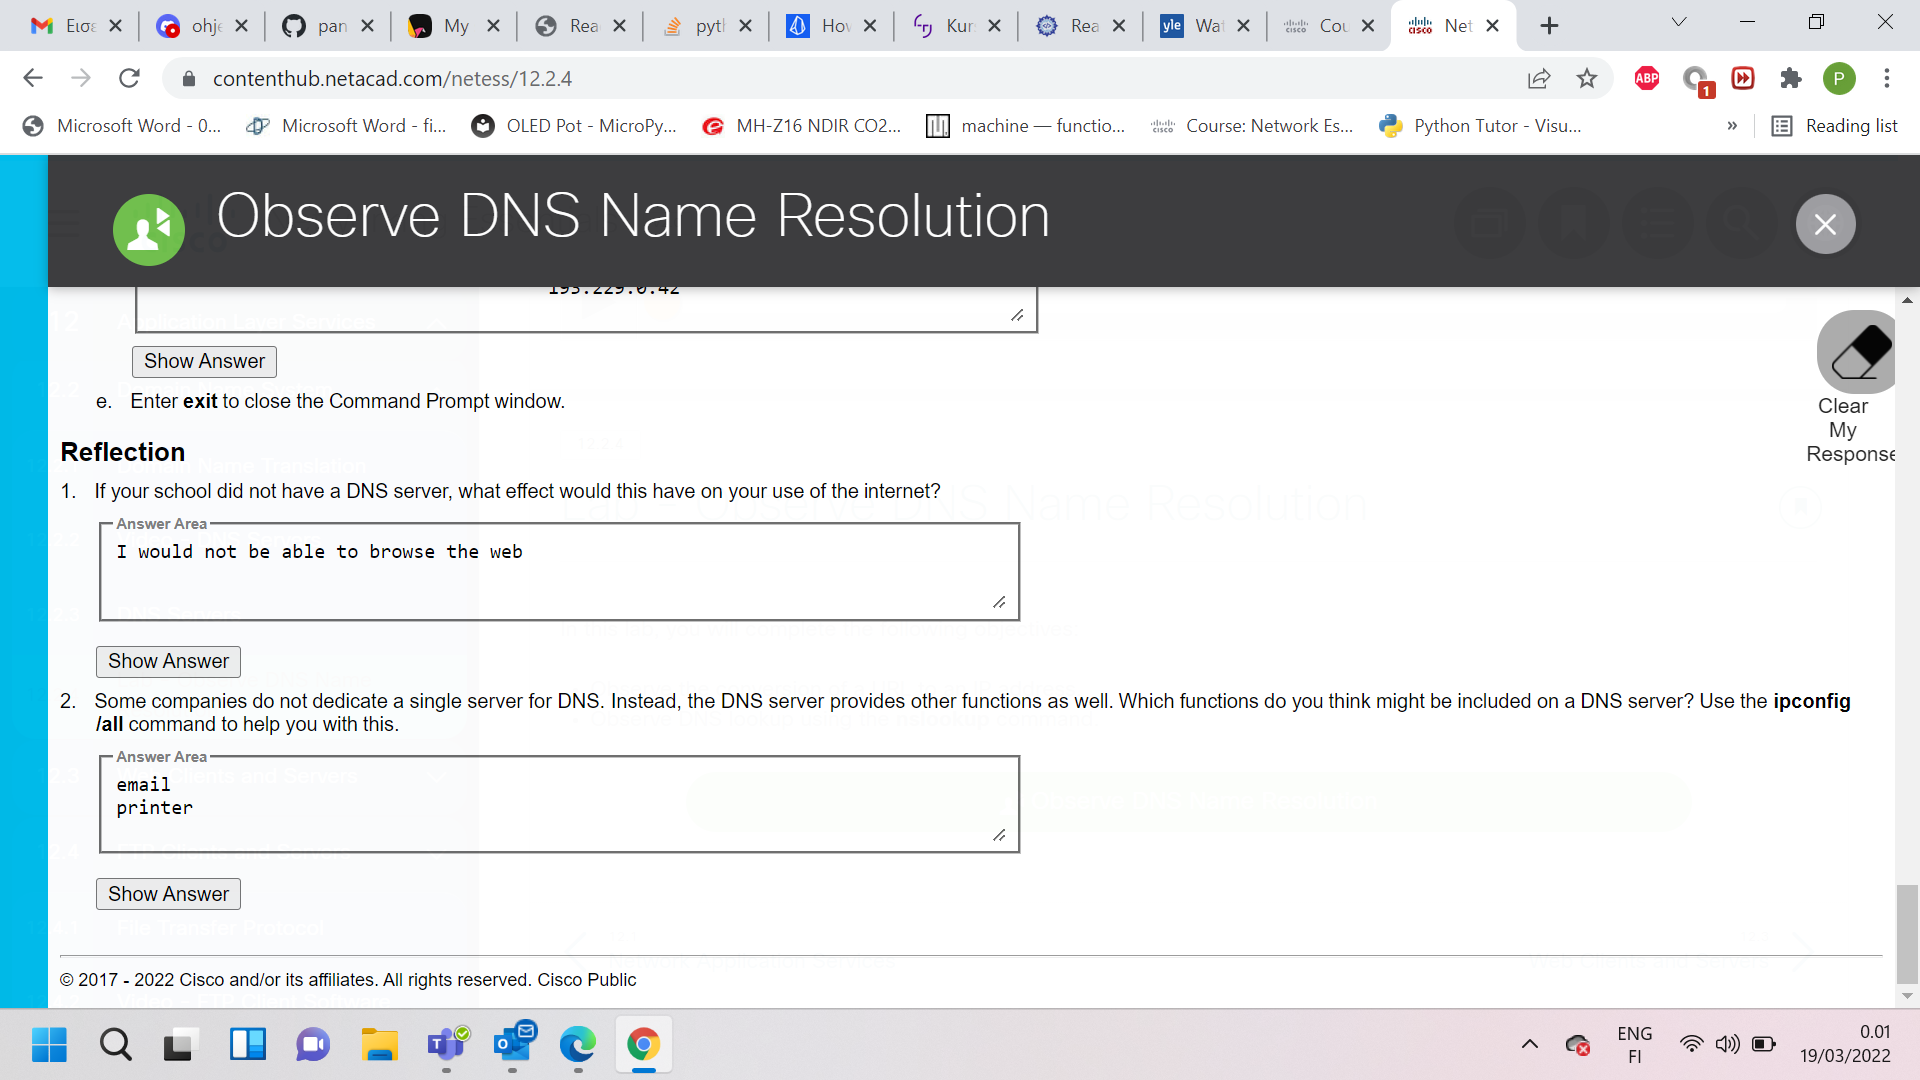 Εισε
ohje
pan
My
Rea
pyth
Hov
Kur
Rea
Wat
Cou
Net
contenthub.netacad.com/netess/12.2.4
ABP
1
P
Microsoft Word - 0...
Microsoft Word - fi...
OLED Pot - MicroPy...
MH-Z16 NDIR CO2...
machine — functio...
Course: Network Es...
Python Tutor - Visu...
»
Reading list
Observe DNS Name Resolution
193.229.0.42
Show Answer
e. Enter exit to close the Command Prompt window.
Clear
My
Response
Reflection
1. If your school did not have a DNS server, what effect would this have on your use of the internet?
Answer Area
I would not be able to browse the web
Show Answer
2. Some companies do not dedicate a single server for DNS. Instead, the DNS server provides other functions as well. Which functions do you think might be included on a DNS server? Use the ipconfig
/all command to help you with this.
Answer Area
email
printer
Show Answer
© 2017 - 2022 Cisco and/or its affiliates. All rights reserved. Cisco Public
ENG
FI
0.01
19/03/2022